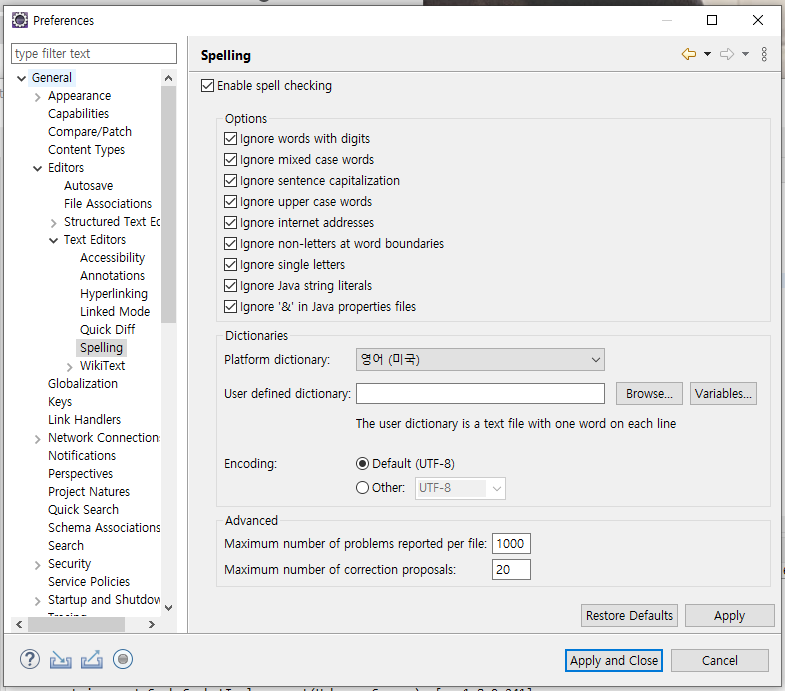 Preferences
type filter text
General
Appearance
Capabilities
Compare/Patch
Content Types
Editors
Autosave
File Associations
Structured Text Ec
Text Editors
Accessibility
Annotations
Hyperlinking
Linked Mode
Quick Diff
Spelling
WikiText
Globalization
Keys
Link Handlers
Network Connection
Notifications
Perspectives
Project Natures
Quick Search
Schema Associations
Search
Security
Service Policies
Startup and Shutdow
Spelling
Enable spell checking
Options
Ignore words with digits
Ignore mixed case words
Ignore sentence capitalization
Ignore upper case words
Ignore internet addresses
Ignore non-letters at word boundaries
Ignore single letters
Ignore Java string literals
Ignore '&' in Java properties files
Dictionaries
Platform dictionary: 영어 (미국)
User defined dictionary: Browse... Variables...
The user dictionary is a text file with one word on each line
Encoding: Default (UTF-8)
Other: UTF-8
Advanced
Maximum number of problems reported per file: 1000
Maximum number of correction proposals: 20
Restore Defaults Apply
? Apply and Close Cancel